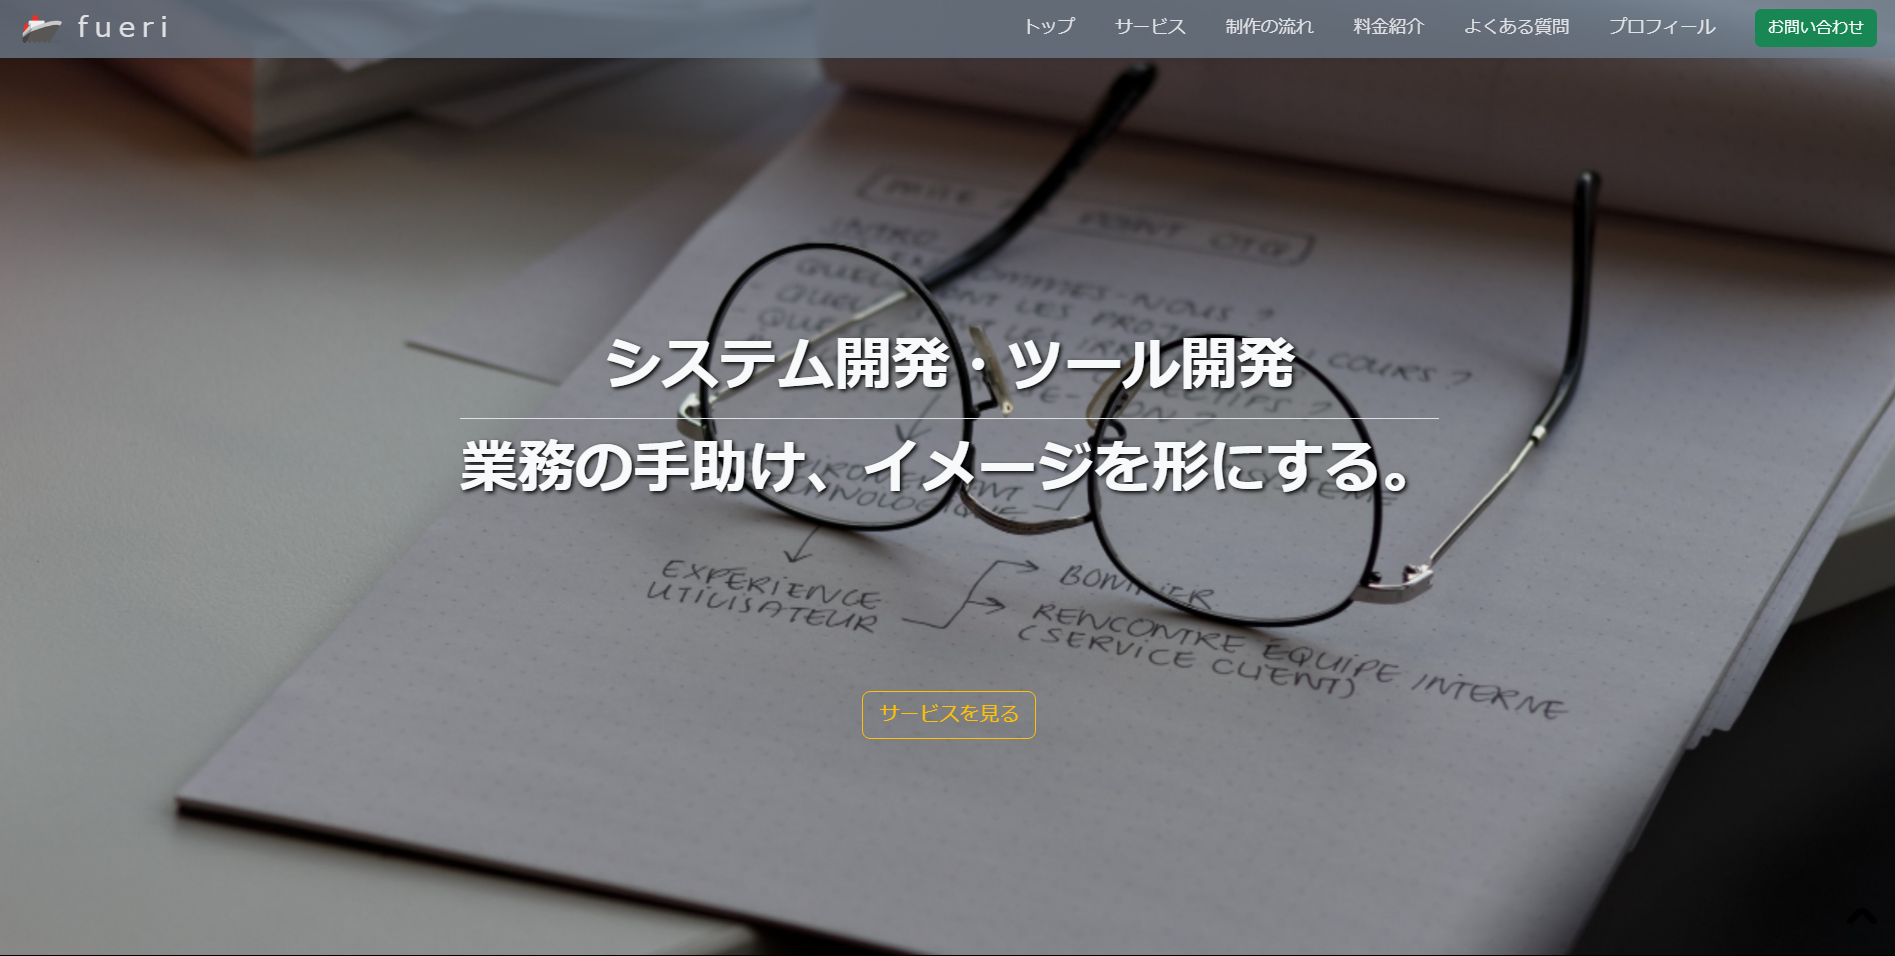 fueri
トップ
サービス
制作の流れ
料金紹介
よくある質問
プロフィール
お問い合わせ
INTRO
システム開発・ツール開発
業務の手助け、イメージを形にする。
EXPERIENCE
UTILISATEUR
RENCONTRE EQUIPE INTERNE
(SERVICE CLIENT)
サービスを見る